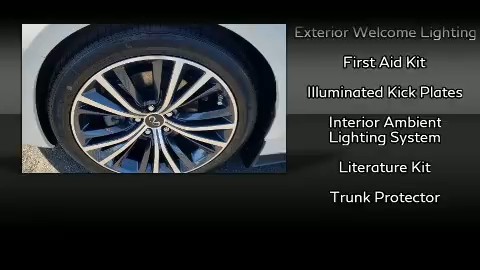 Exterior Welcome Lighting
First Aid Kit
Illuminated Kick Plates
Interior Ambient
Lighting System
Literature Kit
Trunk Protector